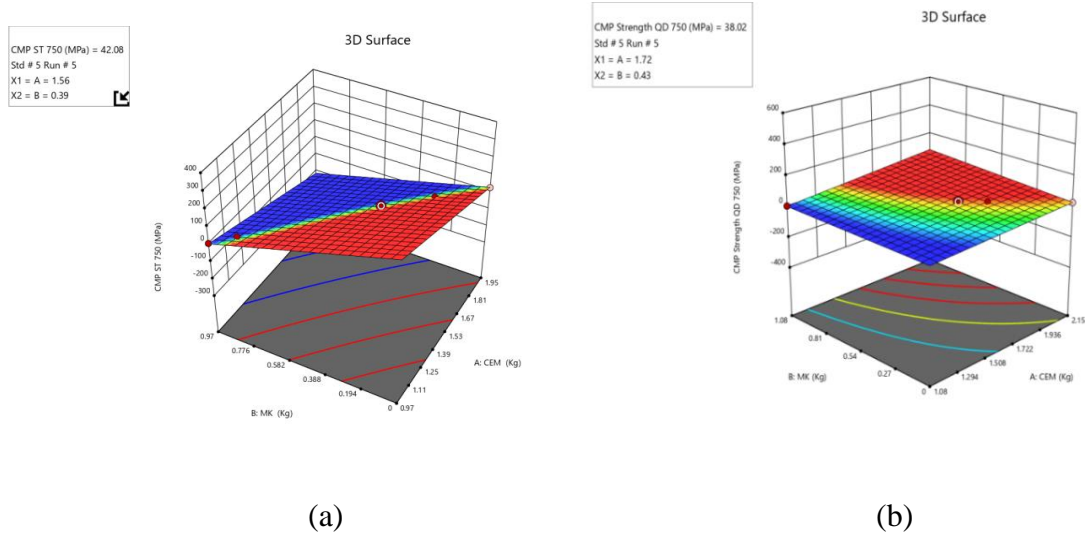 CMP ST 750 (MPa) = 42.08
Std # 5 Run # 5
X1 = A = 1.56
X2 = B = 0.39
3D Surface
400
300
200
100
0
-100
-200
-300
CMP ST 750 (MPa)
0.97
0.776
0.582
0.388
0.194
0
B: MK (Kg)
1.95
1.81
1.67
1.53
1.39
1.25
1.11
0.97
A: CEM (Kg)
(a)
CMP Strength QD 750 (MPa) = 38.02
Std # 5 Run # 5
X1 = A = 1.72
X2 = B = 0.43
3D Surface
600
400
200
0
-200
-400
CMP Strength QD 750 (MPa)
1.08
0.81
0.54
0.27
0
B: MK (Kg)
2.15
1.936
1.722
1.508
1.294
1.08
A: CEM (Kg)
(b)